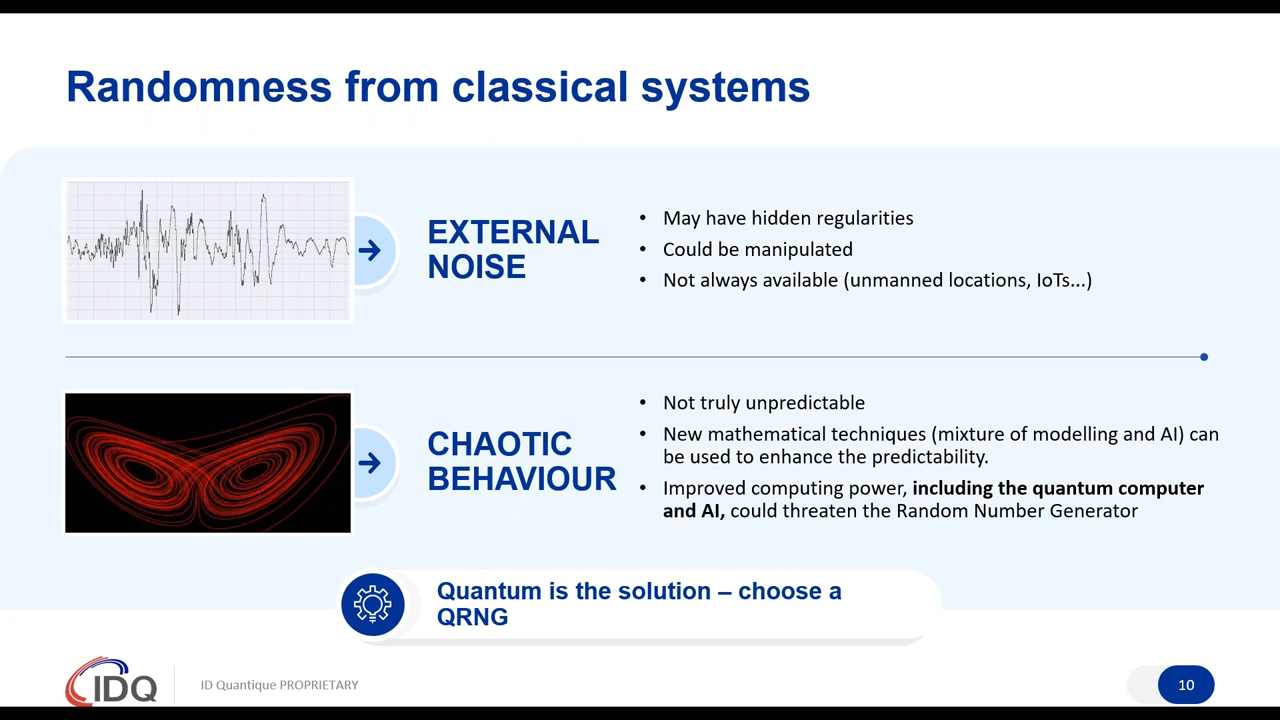 Randomness from classical systems
EXTERNAL
NOISE
• May have hidden regularities
• Could be manipulated
• Not always available (unmanned locations, IoTs...)
CHAOTIC
BEHAVIOUR
• Not truly unpredictable
• New mathematical techniques (mixture of modelling and AI) can
be used to enhance the predictability.
• Improved computing power, including the quantum computer
and AI, could threaten the Random Number Generator
Quantum is the solution – choose a
QRNG
IDQ
ID Quantique PROPRIETARY
10